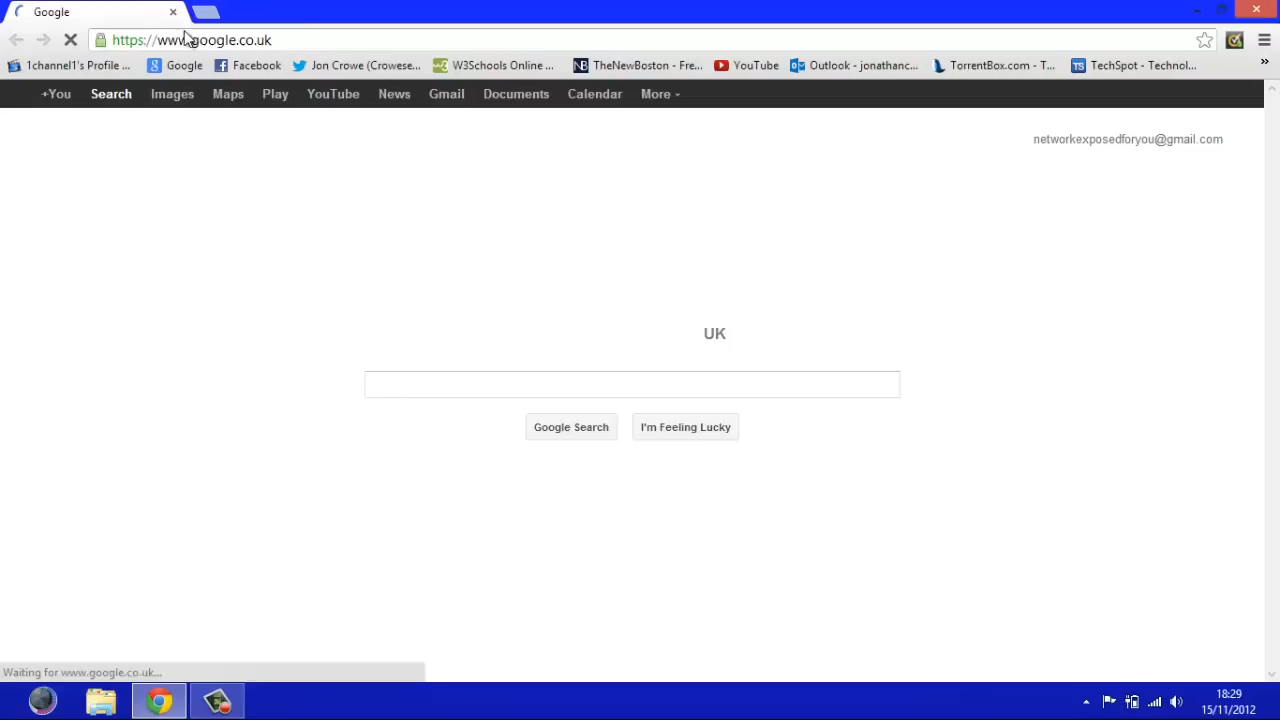 Google
https://www.google.co.uk
1channel1's Profile ... Google Facebook Jon Crowe (Crowese... W3Schools Online ... TheNewBoston - Fre... YouTube Outlook - jonathanc... TorrentBox.com - T... TechSpot - Technol... »
+You Search Images Maps Play YouTube News Gmail Documents Calendar More
networkexposedforyou@gmail.com
UK
Google Search I'm Feeling Lucky
Waiting for www.google.co.uk...
18:29
15/11/2012